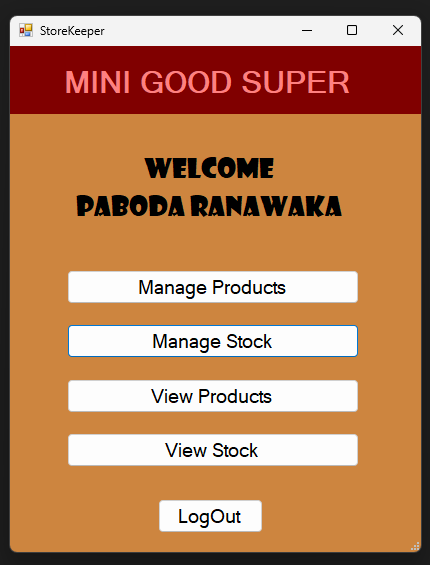 StoreKeeper
MINI GOOD SUPER
WELCOME
PABODA RANAWAKA
Manage Products
Manage Stock
View Products
View Stock
LogOut